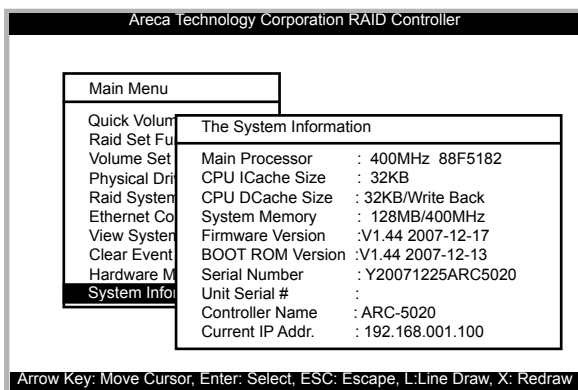 Areca Technology Corporation RAID Controller
Main Menu
Quick Volum
Raid Set Fu
Volume Set
Physical Dri
Raid System
Ethernet Co
View System
Clear Event
Hardware M
System Infor
The System Information
Main Processor : 400MHz 88F5182
CPU ICache Size : 32KB
CPU DCache Size : 32KB/Write Back
System Memory : 128MB/400MHz
Firmware Version :V1.44 2007-12-17
BOOT ROM Version :V1.44 2007-12-13
Serial Number : Y20071225ARC5020
Unit Serial # :
Controller Name : ARC-5020
Current IP Addr. : 192.168.001.100
Arrow Key: Move Cursor, Enter: Select, ESC: Escape, L:Line Draw, X: Redraw